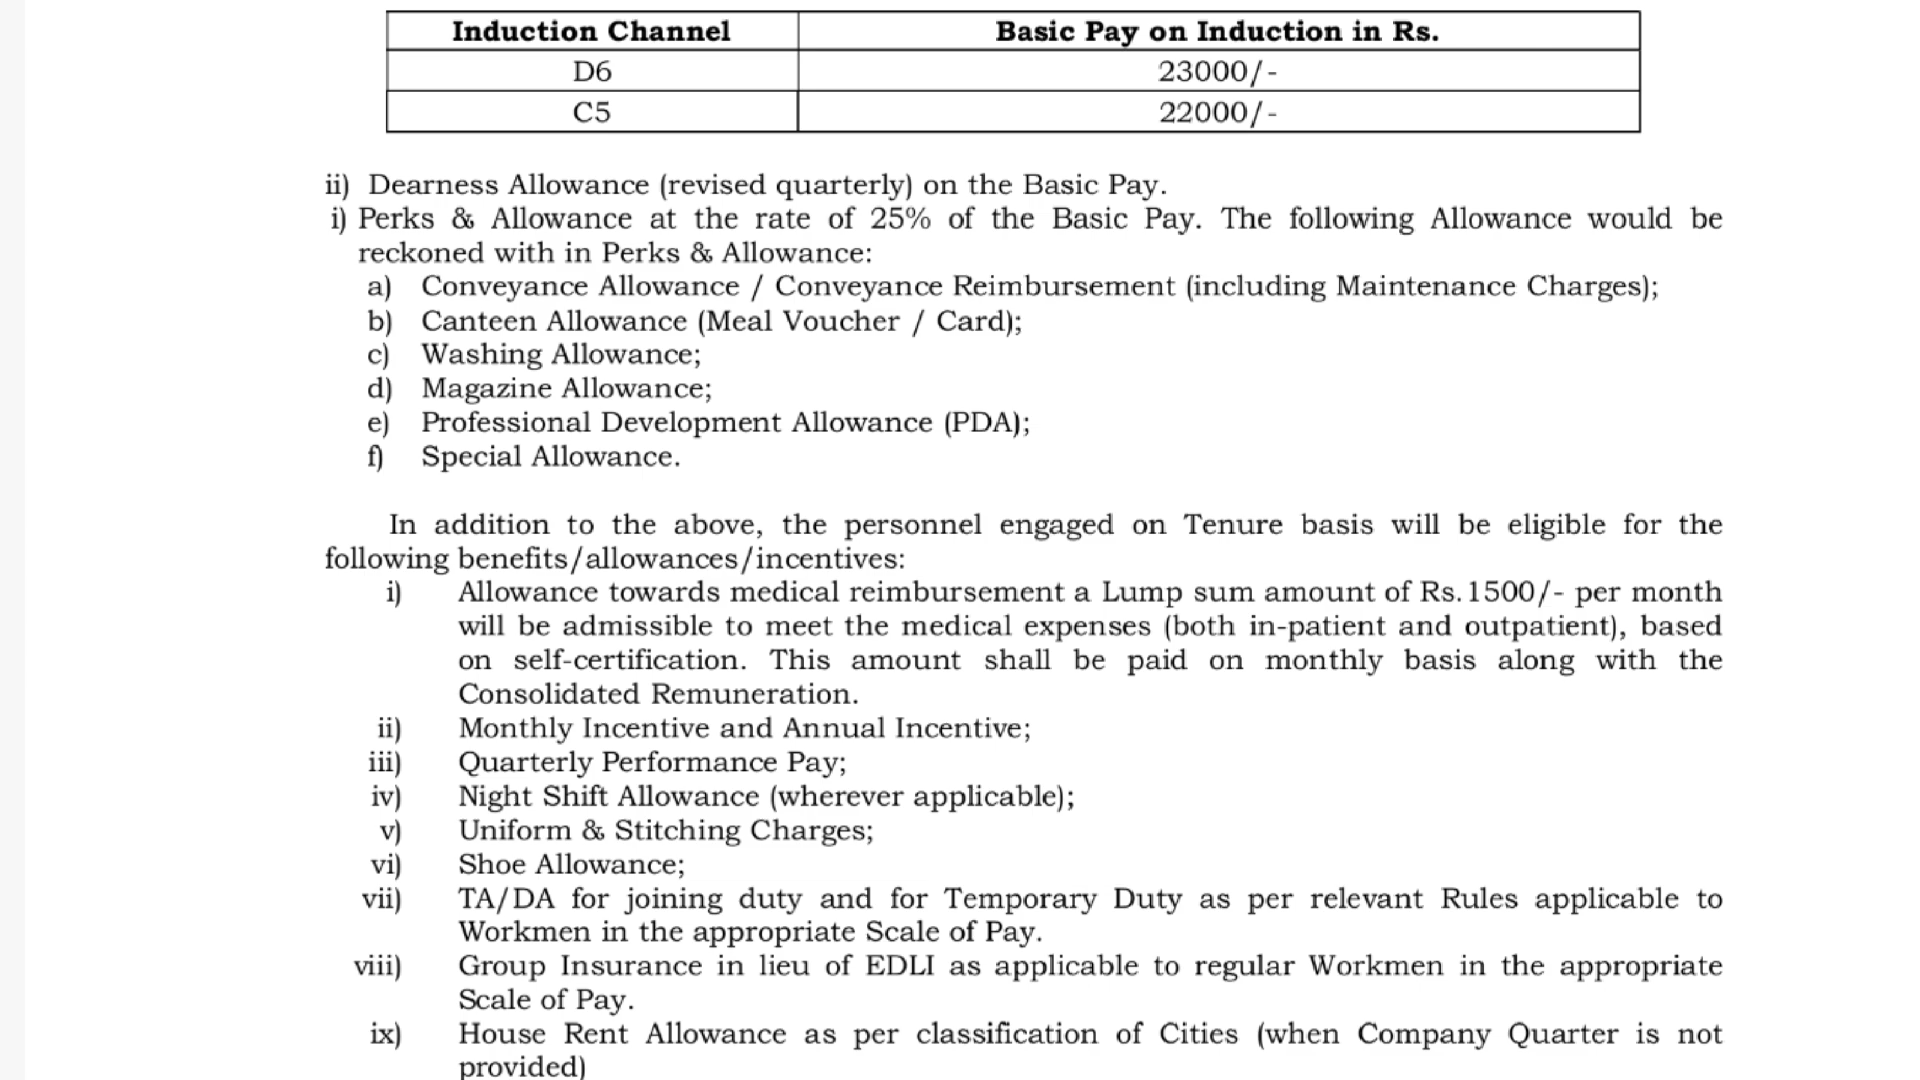 Induction Channel Basic Pay on Induction in Rs.
D6 23000/-
C5 22000/-
ii) Dearness Allowance (revised quarterly) on the Basic Pay.
i) Perks & Allowance at the rate of 25% of the Basic Pay. The following Allowance would be
reckoned with in Perks & Allowance:
a) Conveyance Allowance / Conveyance Reimbursement (including Maintenance Charges);
b) Canteen Allowance (Meal Voucher / Card);
c) Washing Allowance;
d) Magazine Allowance;
e) Professional Development Allowance (PDA);
f) Special Allowance.
In addition to the above, the personnel engaged on Tenure basis will be eligible for the
following benefits/allowances/incentives:
i) Allowance towards medical reimbursement a Lump sum amount of Rs.1500/- per month
will be admissible to meet the medical expenses (both in-patient and outpatient), based
on self-certification. This amount shall be paid on monthly basis along with the
Consolidated Remuneration.
ii) Monthly Incentive and Annual Incentive;
iii) Quarterly Performance Pay;
iv) Night Shift Allowance (wherever applicable);
v) Uniform & Stitching Charges;
vi) Shoe Allowance;
vii) TA/DA for joining duty and for Temporary Duty as per relevant Rules applicable to
Workmen in the appropriate Scale of Pay.
viii) Group Insurance in lieu of EDLI as applicable to regular Workmen in the appropriate
Scale of Pay.
ix) House Rent Allowance as per classification of Cities (when Company Quarter is not
provided)